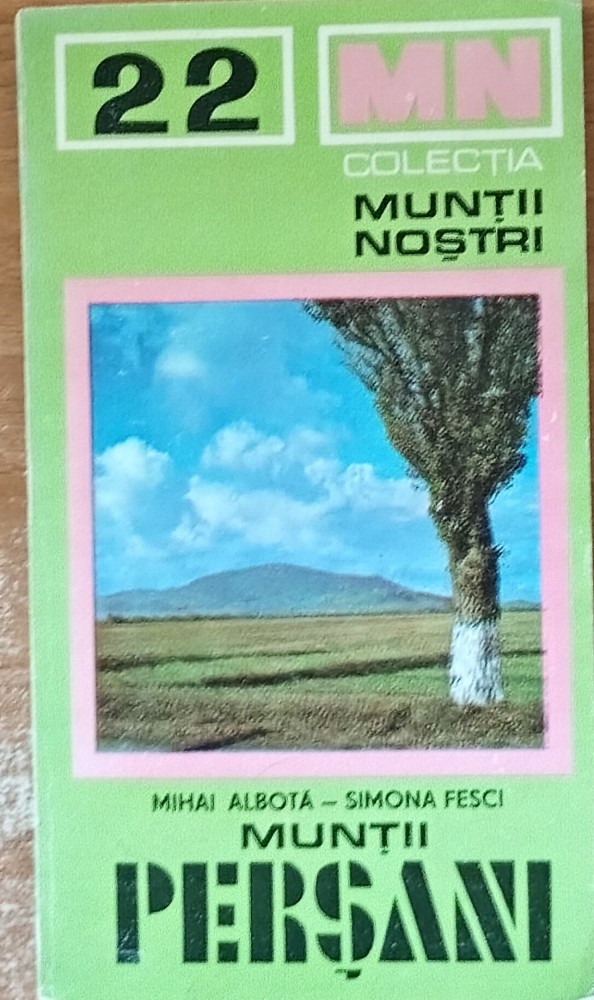 22
MN
COLECȚIA
MUNȚII
NOȘTRI
MIHAI ALBOTĂ – SIMONA FESCI
MUNȚII
PERȘANI